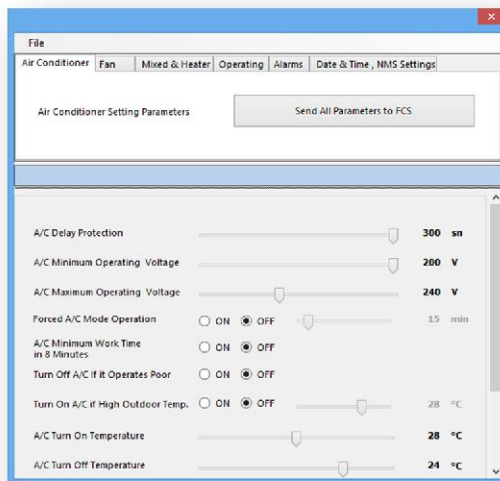 File
Air Conditioner Fan Mixed & Heater Operating Alarms Date & Time , NMS Settings
Air Conditioner Setting Parameters Send All Parameters to FCS
A/C Delay Protection 300 sn
A/C Minimum Operating Voltage 200 V
A/C Maximum Operating Voltage 240 V
Forced A/C Mode Operation ON OFF 15 min
A/C Minimum Work Time
in 8 Minutes ON OFF
Turn Off A/C if it Operates Poor ON OFF
Turn On A/C if High Outdoor Temp. ON OFF 28 °C
A/C Turn On Temperature 28 °C
A/C Turn Off Temperature 24 °C